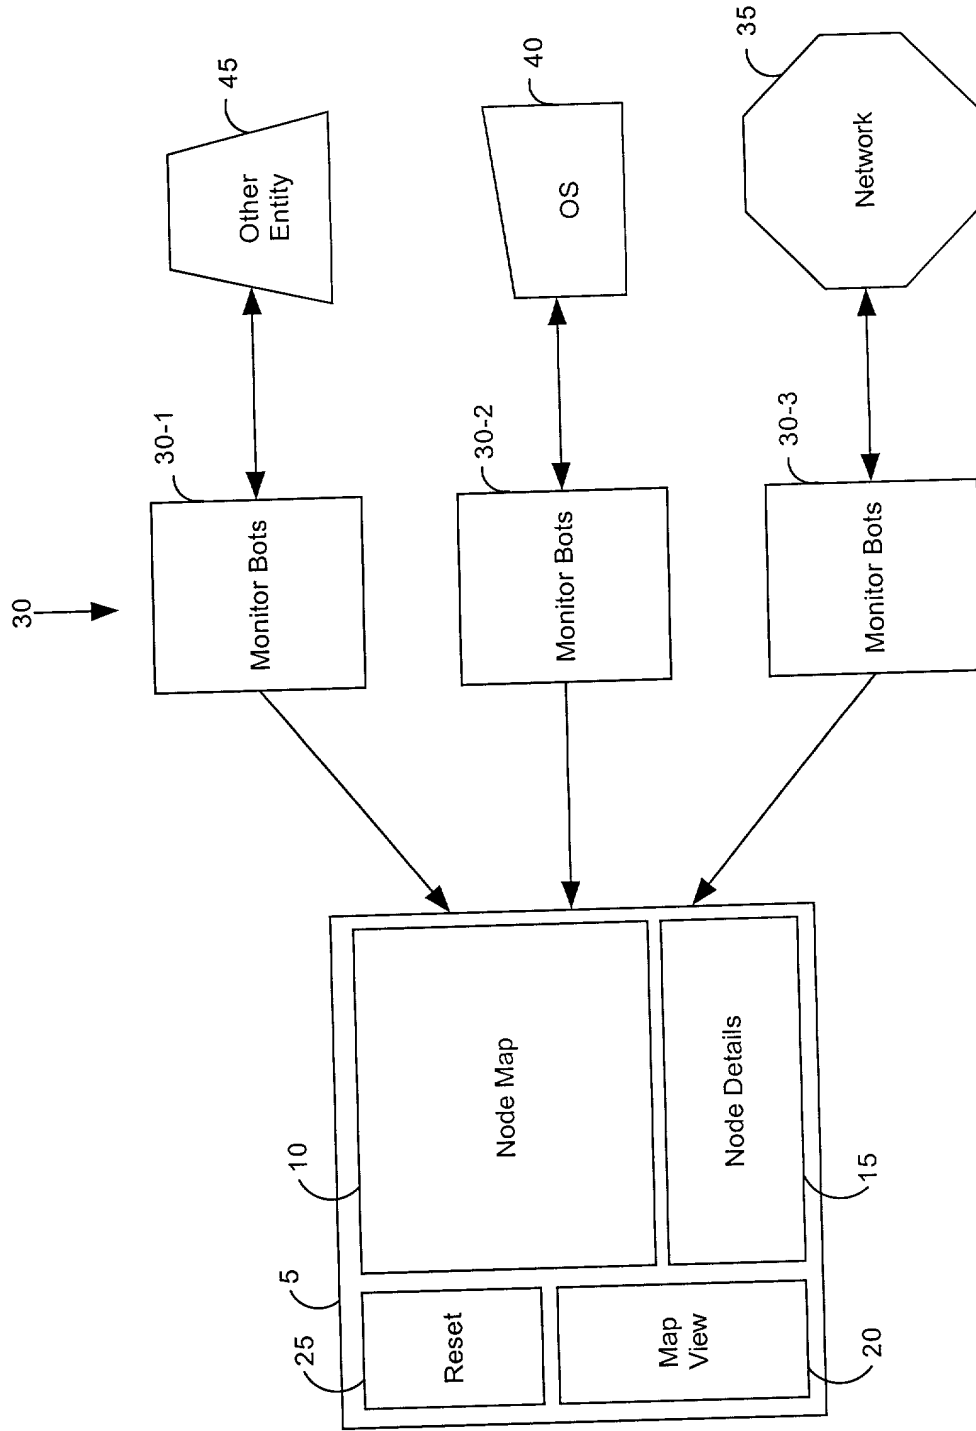 30
45
Other
Entity
30-1
Monitor Bots
40
OS
30-2
Monitor Bots
35
Network
30-3
Monitor Bots
5
10
Node Map
Node Details
15
25
Reset
Map
View
20